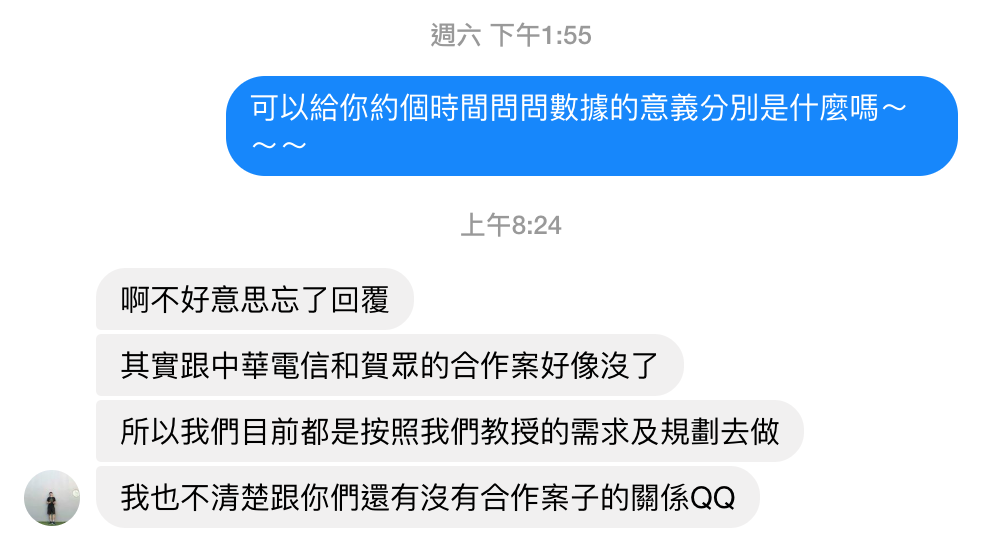 週六 下午1:55
可以給你約個時間問問數據的意義分別是什麼嗎～
～～
上午8:24
啊不好意思忘了回覆
其實跟中華電信和賀眾的合作案好像沒了
所以我們目前都是按照我們教授的需求及規劃去做
我也不清楚跟你們還有沒有合作案子的關係QQ